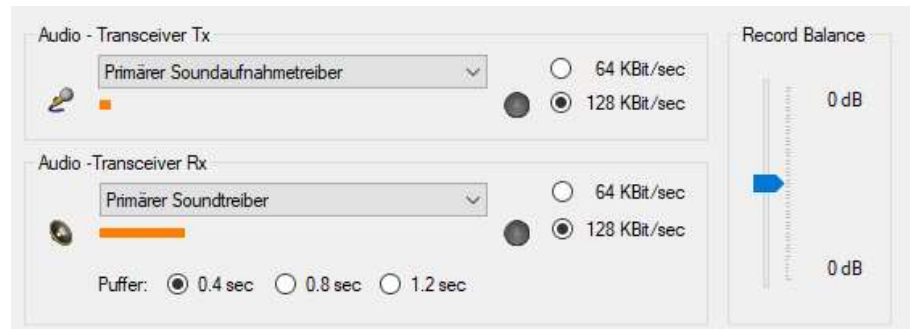 Audio - Transceiver Tx
Primärer Soundaufnahmetreiber
64 KBit/sec
128 KBit/sec
Audio -Transceiver Rx
Primärer Soundtreiber
64 KBit/sec
128 KBit/sec
Puffer: 0.4 sec 0.8 sec 1.2 sec
Record Balance
0 dB
0 dB